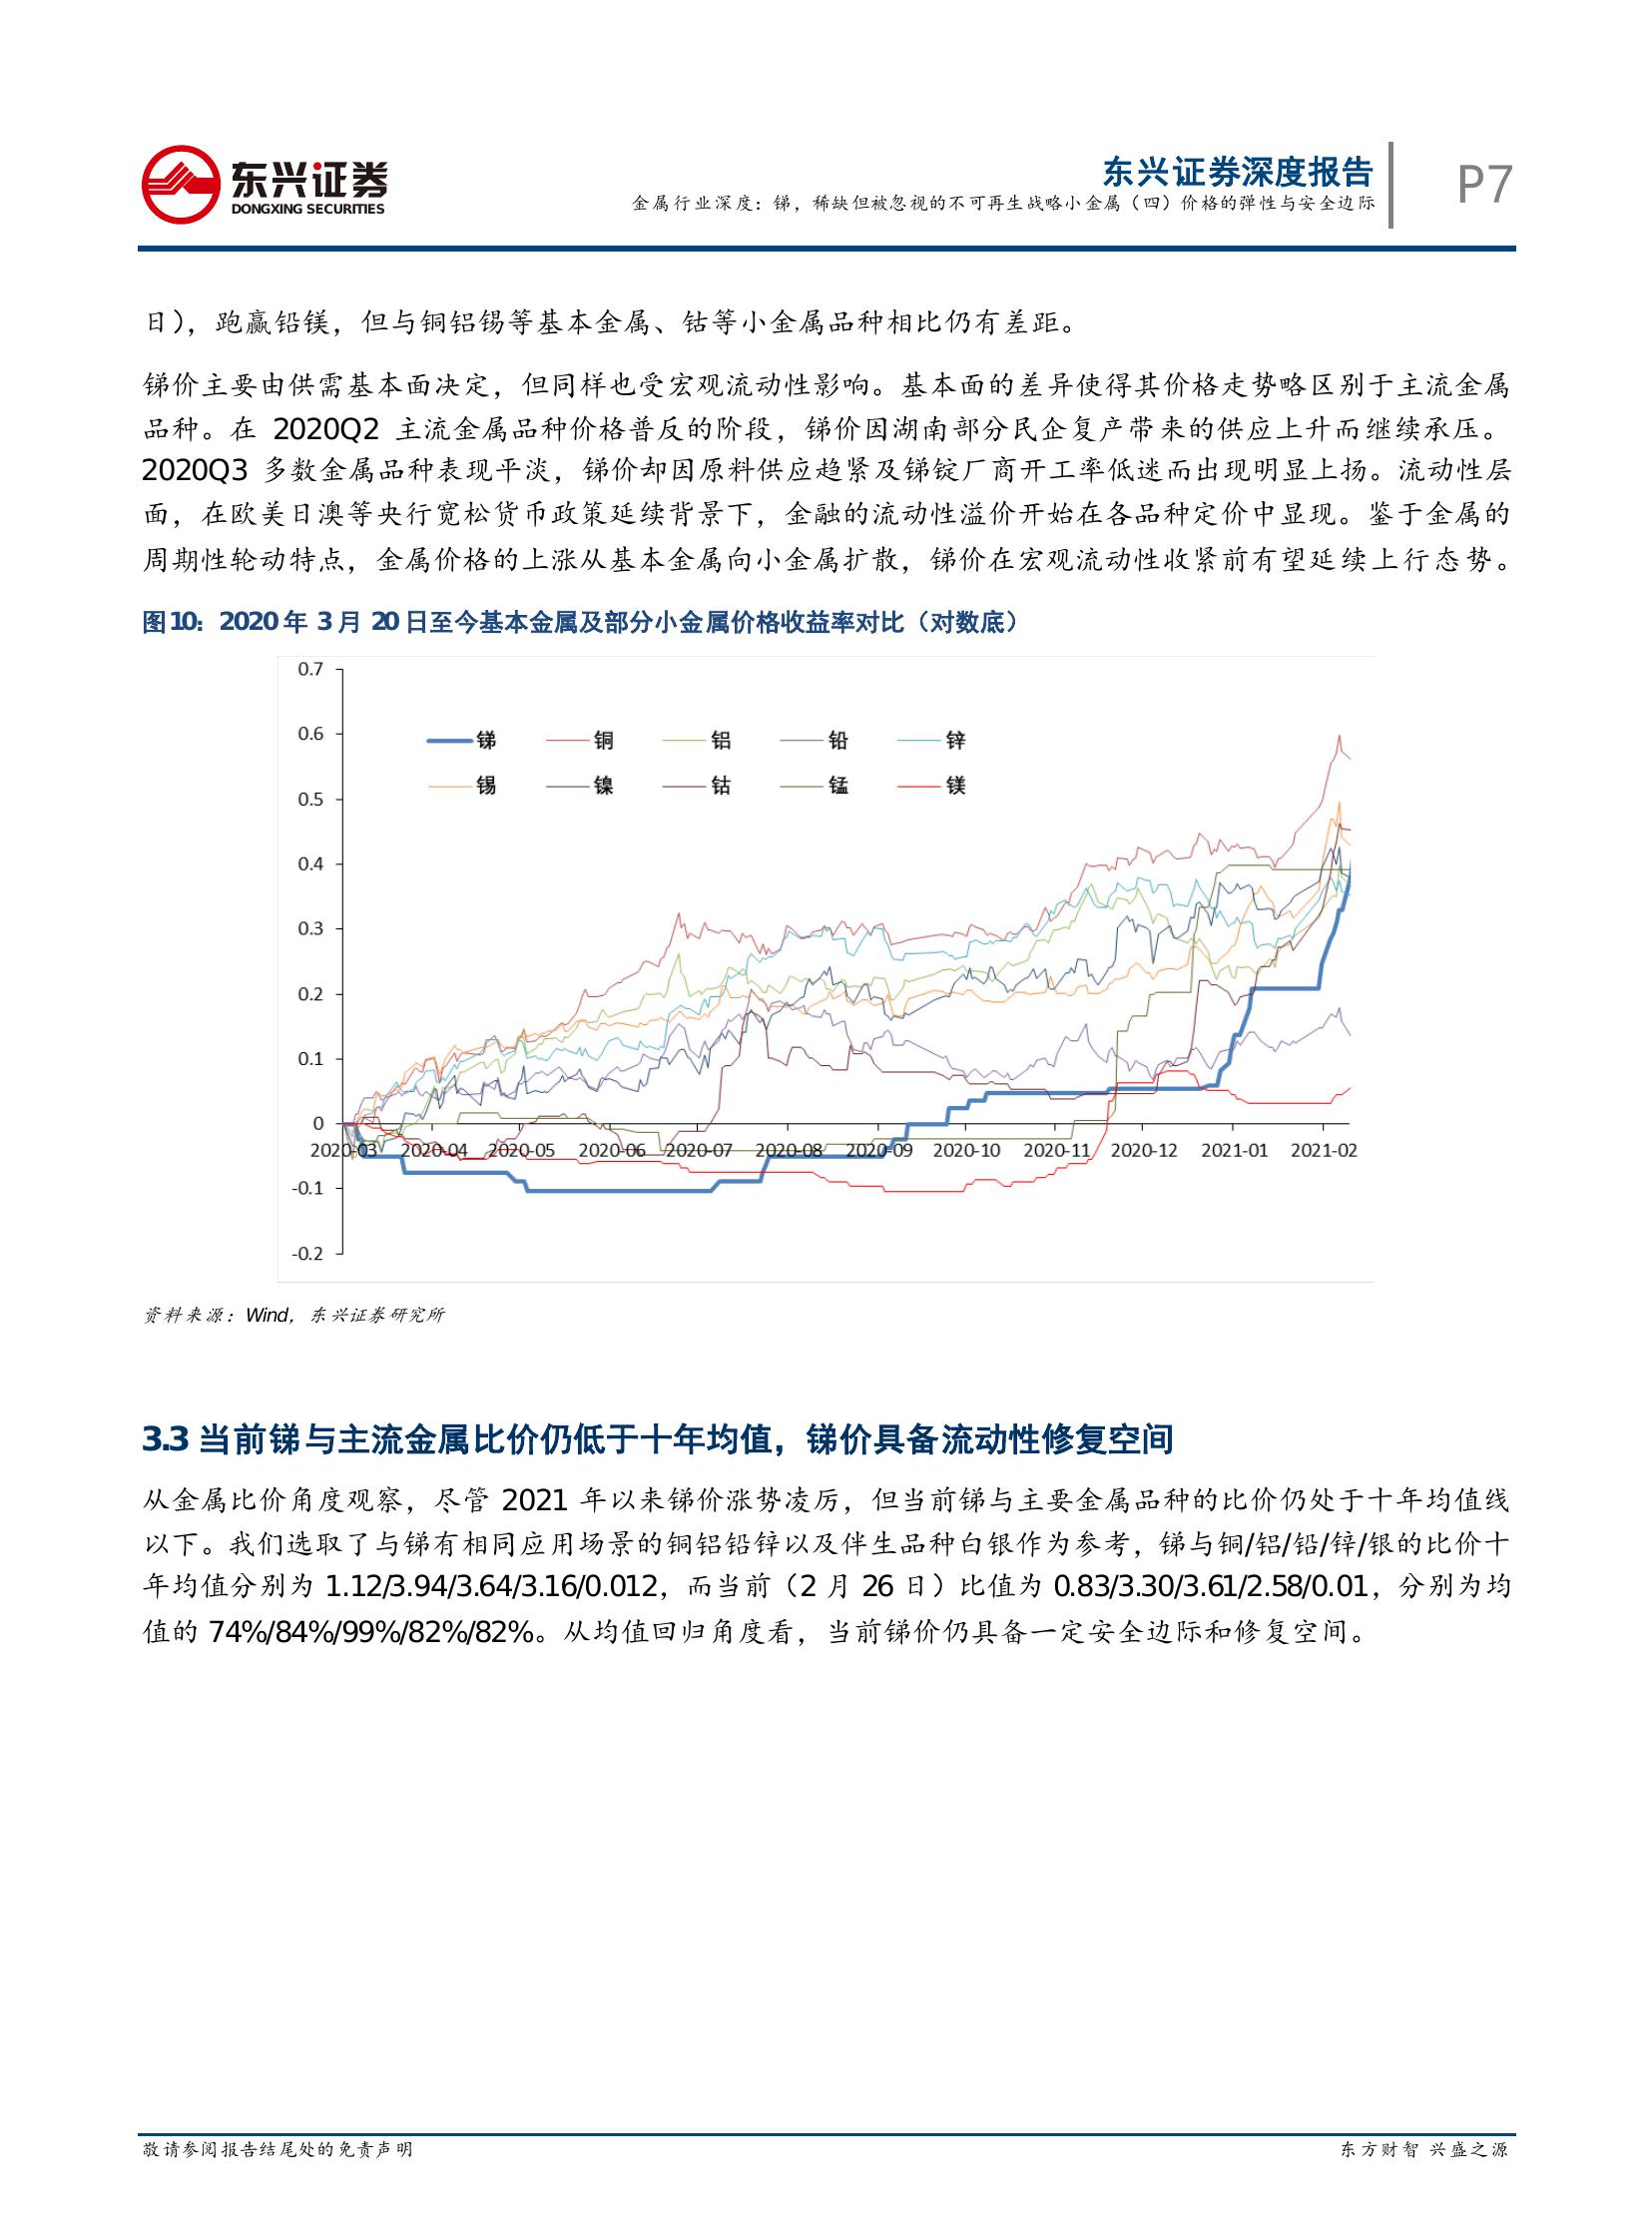 东兴证券
DONGXING SECURITIES
东兴证券深度报告
金属行业深度：锑，稀缺但被忽视的不可再生战略小金属（四）价格的弹性与安全边际
P7
日），跑赢铅镁，但与铜铝锡等基本金属、钴等小金属品种相比仍有差距。
锑价主要由供需基本面决定，但同样也受宏观流动性影响。基本面的差异使得其价格走势略区别于主流金属
品种。在 2020Q2 主流金属品种价格普反的阶段，锑价因湖南部分民企复产带来的供应上升而继续承压。
2020Q3 多数金属品种表现平淡，锑价却因原料供应趋紧及锑锭厂商开工率低迷而出现明显上扬。流动性层
面，在欧美日澳等央行宽松货币政策延续背景下，金融的流动性溢价开始在各品种定价中显现。鉴于金属的
周期性轮动特点，金属价格的上涨从基本金属向小金属扩散，锑价在宏观流动性收紧前有望延续上行态势。
图10：2020 年 3 月 20 日至今基本金属及部分小金属价格收益率对比（对数底）
0.7
0.6
0.5
0.4
0.3
0.2
0.1
0
-0.1
-0.2
锑 铜 铝 铅 锌
锡 镍 钴 锰 镁
2020-03 2020-04 2020-05 2020-06 2020-07 2020-08 2020-09 2020-10 2020-11 2020-12 2021-01 2021-02
资料来源：Wind，东兴证券研究所
3.3 当前锑与主流金属比价仍低于十年均值，锑价具备流动性修复空间
从金属比价角度观察，尽管 2021 年以来锑价涨势凌厉，但当前锑与主要金属品种的比价仍处于十年均值线
以下。我们选取了与锑有相同应用场景的铜铝铅锌以及伴生品种白银作为参考，锑与铜/铝/铅/锌/银的比价十
年均值分别为 1.12/3.94/3.64/3.16/0.012，而当前（2 月 26 日）比值为 0.83/3.30/3.61/2.58/0.01，分别为均
值的 74%/84%/99%/82%/82%。从均值回归角度看，当前锑价仍具备一定安全边际和修复空间。
敬请参阅报告结尾处的免责声明
东方财智 兴盛之源